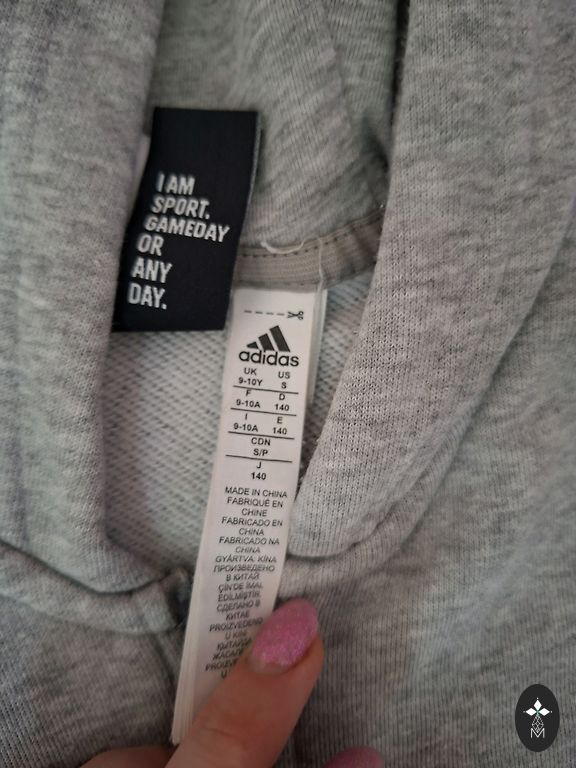 I AM
SPORT.
GAMEDAY
OR
ANY
DAY.
adidas
UK US
9-10Y S
F D
9-10A 140
I E
9-10A 140
CDN
S/P
J
140
MADE IN CHINA
FABRIQUÉ EN
CHINE
FABRICADO EN
CHINA
FABRICADO NA
CHINA
GYÁRTVA: KÍNA
ПРОИЗВЕДЕНО
В КИТАЙ
ÇİN'DE İMAL
EDİLMİŞTİR.
СДЕЛАНО В
КИТАЕ
PROIZVEDENO
U KINI
ҚЫТАЙДА
M